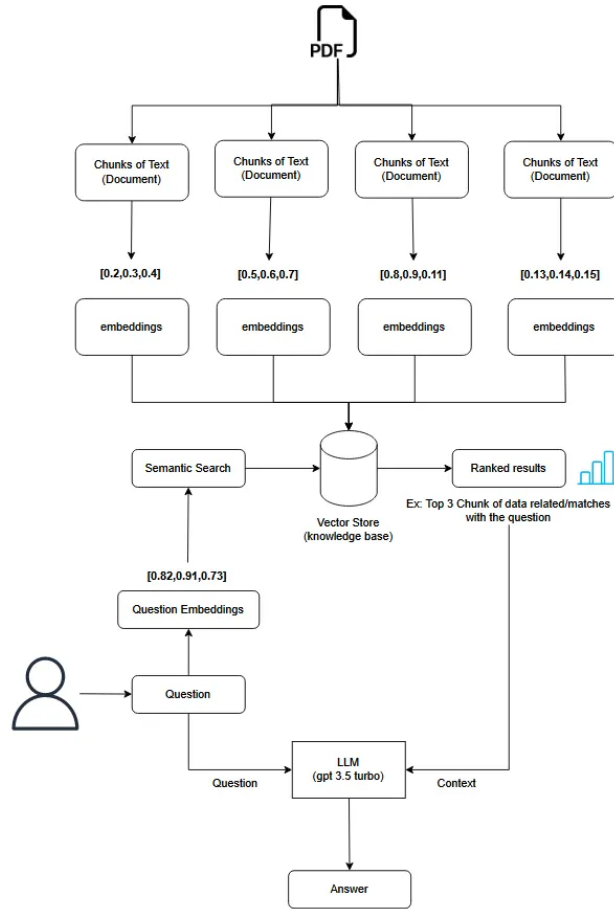 PDF
Chunks of Text
(Document)
Chunks of Text
(Document)
Chunks of Text
(Document)
Chunks of Text
(Document)
[0.2,0.3,0.4]
[0.5,0.6,0.7]
[0.8,0.9,0.11]
[0.13,0.14,0.15]
embeddings
embeddings
embeddings
embeddings
Semantic Search
Vector Store
(knowledge base)
Ranked results
Ex: Top 3 Chunk of data related/matches
with the question
[0.82,0.91,0.73]
Question Embeddings
Question
Question
LLM
(gpt 3.5 turbo)
Context
Answer